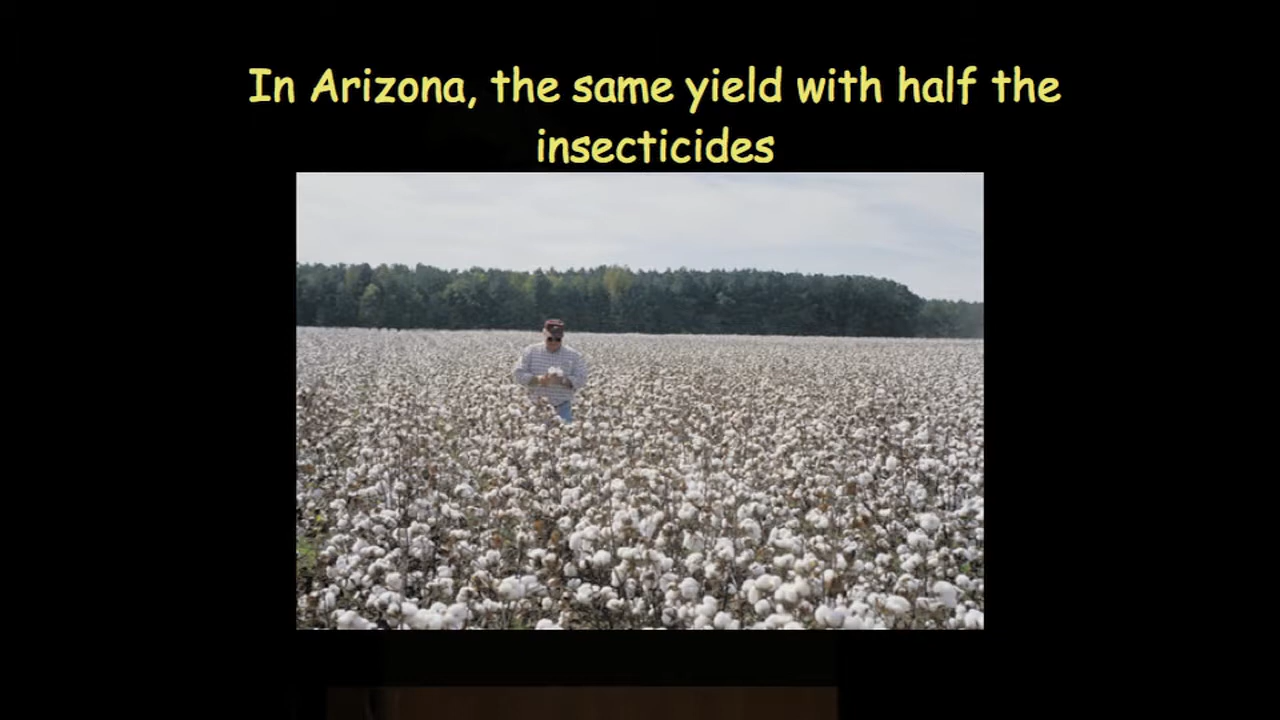 In Arizona, the same yield with half the
insecticides